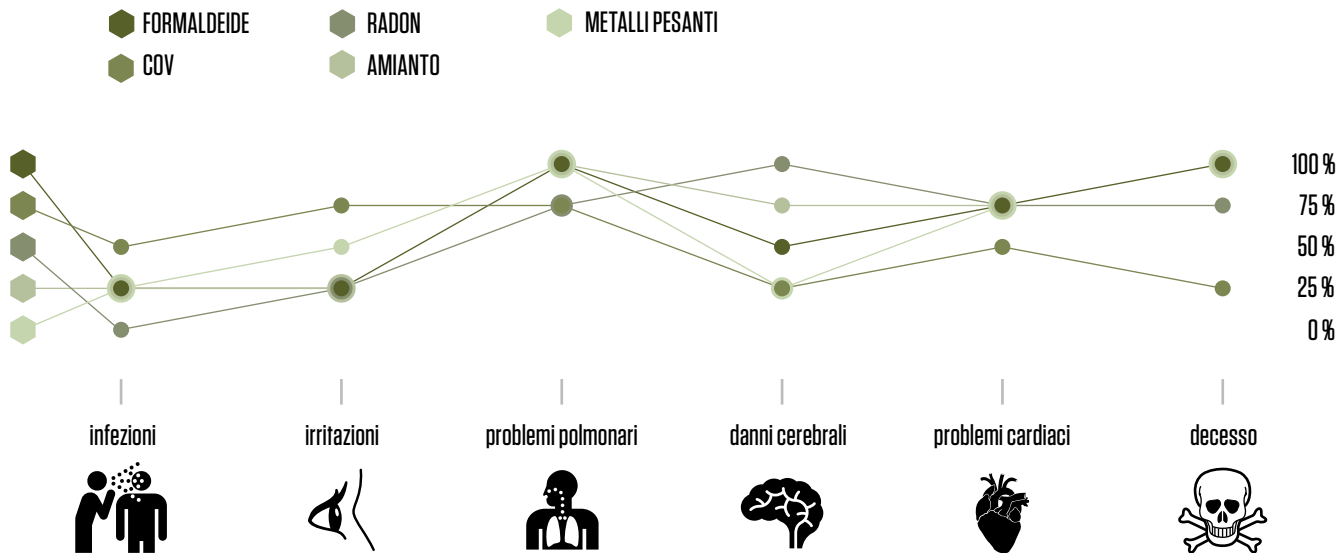 FORMALDEIDE
RADON
METALLI PESANTI
COV
AMIANTO
100 %
75 %
50 %
25 %
0 %
infezioni
irritazioni
problemi polmonari
danni cerebrali
problemi cardiaci
decesso